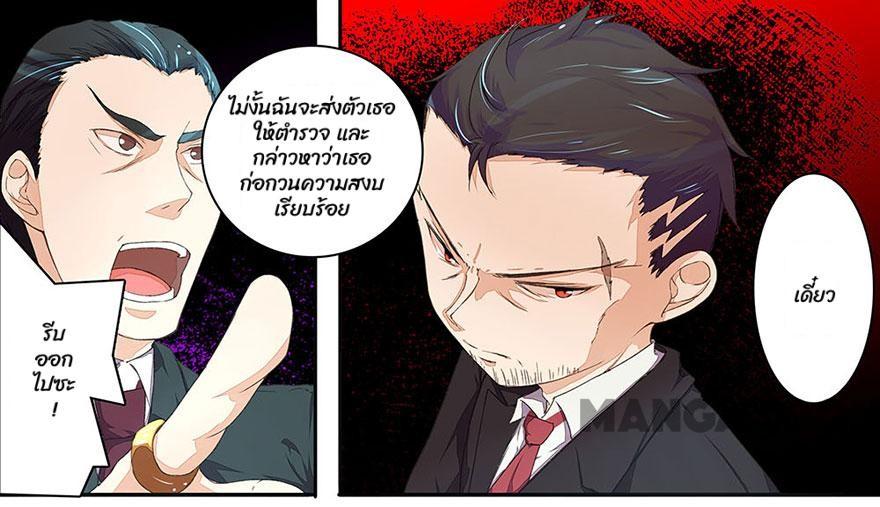 ไม่งั้นฉันจะส่งตัวเธอ
ให้ตำรวจ และ
กล่าวหาว่าเธอ
ก่อกวนความสงบ
เรียบร้อย
รีบ
ออก
ไปซะ
!
เดี๋ยว